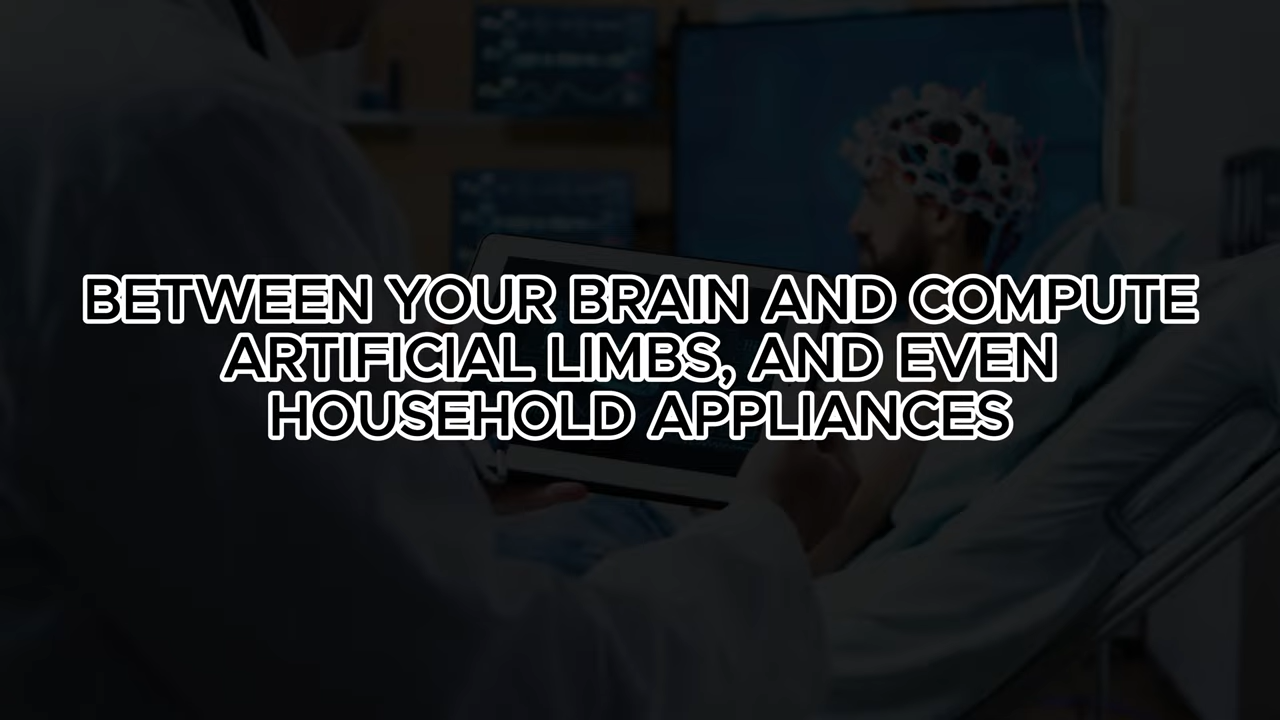 BETWEEN YOUR BRAIN AND COMPUTE
ARTIFICIAL LIMBS, AND EVEN
HOUSEHOLD APPLIANCES